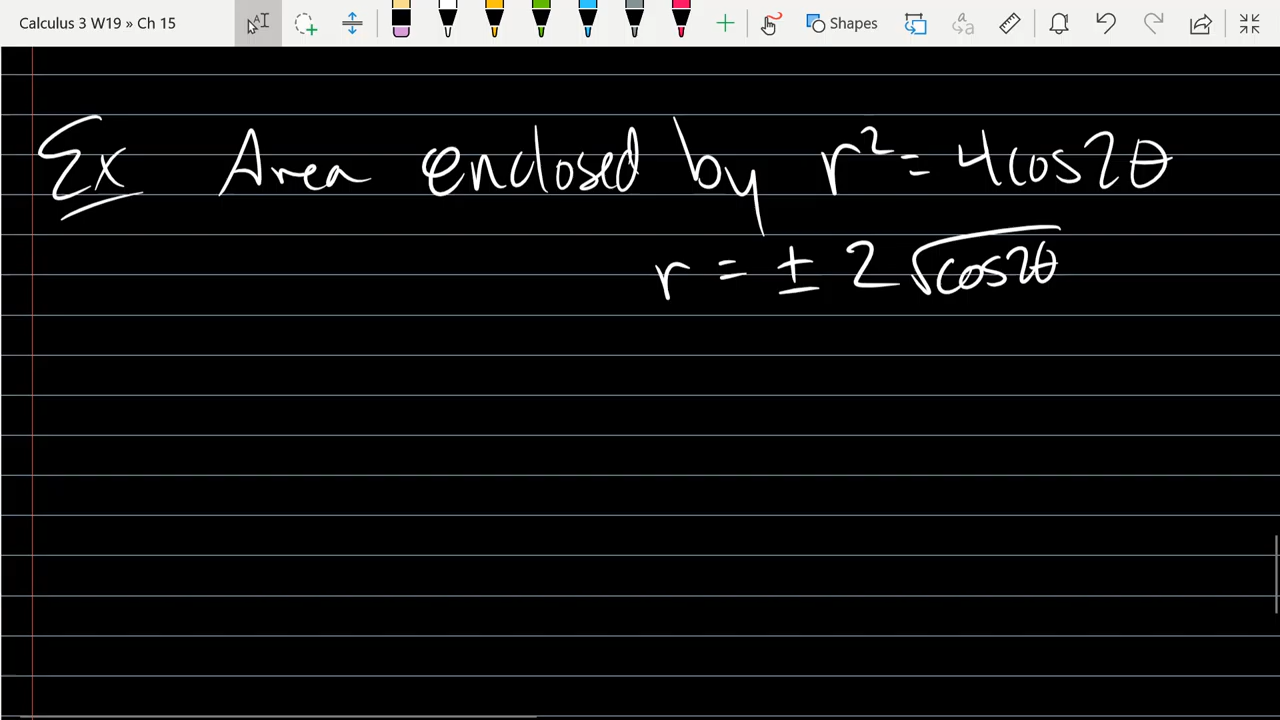 Calculus 3 W19 » Ch 15
Shapes
Ex Area enclosed by r² = 4cos2θ
r = ± 2 √cos2θ